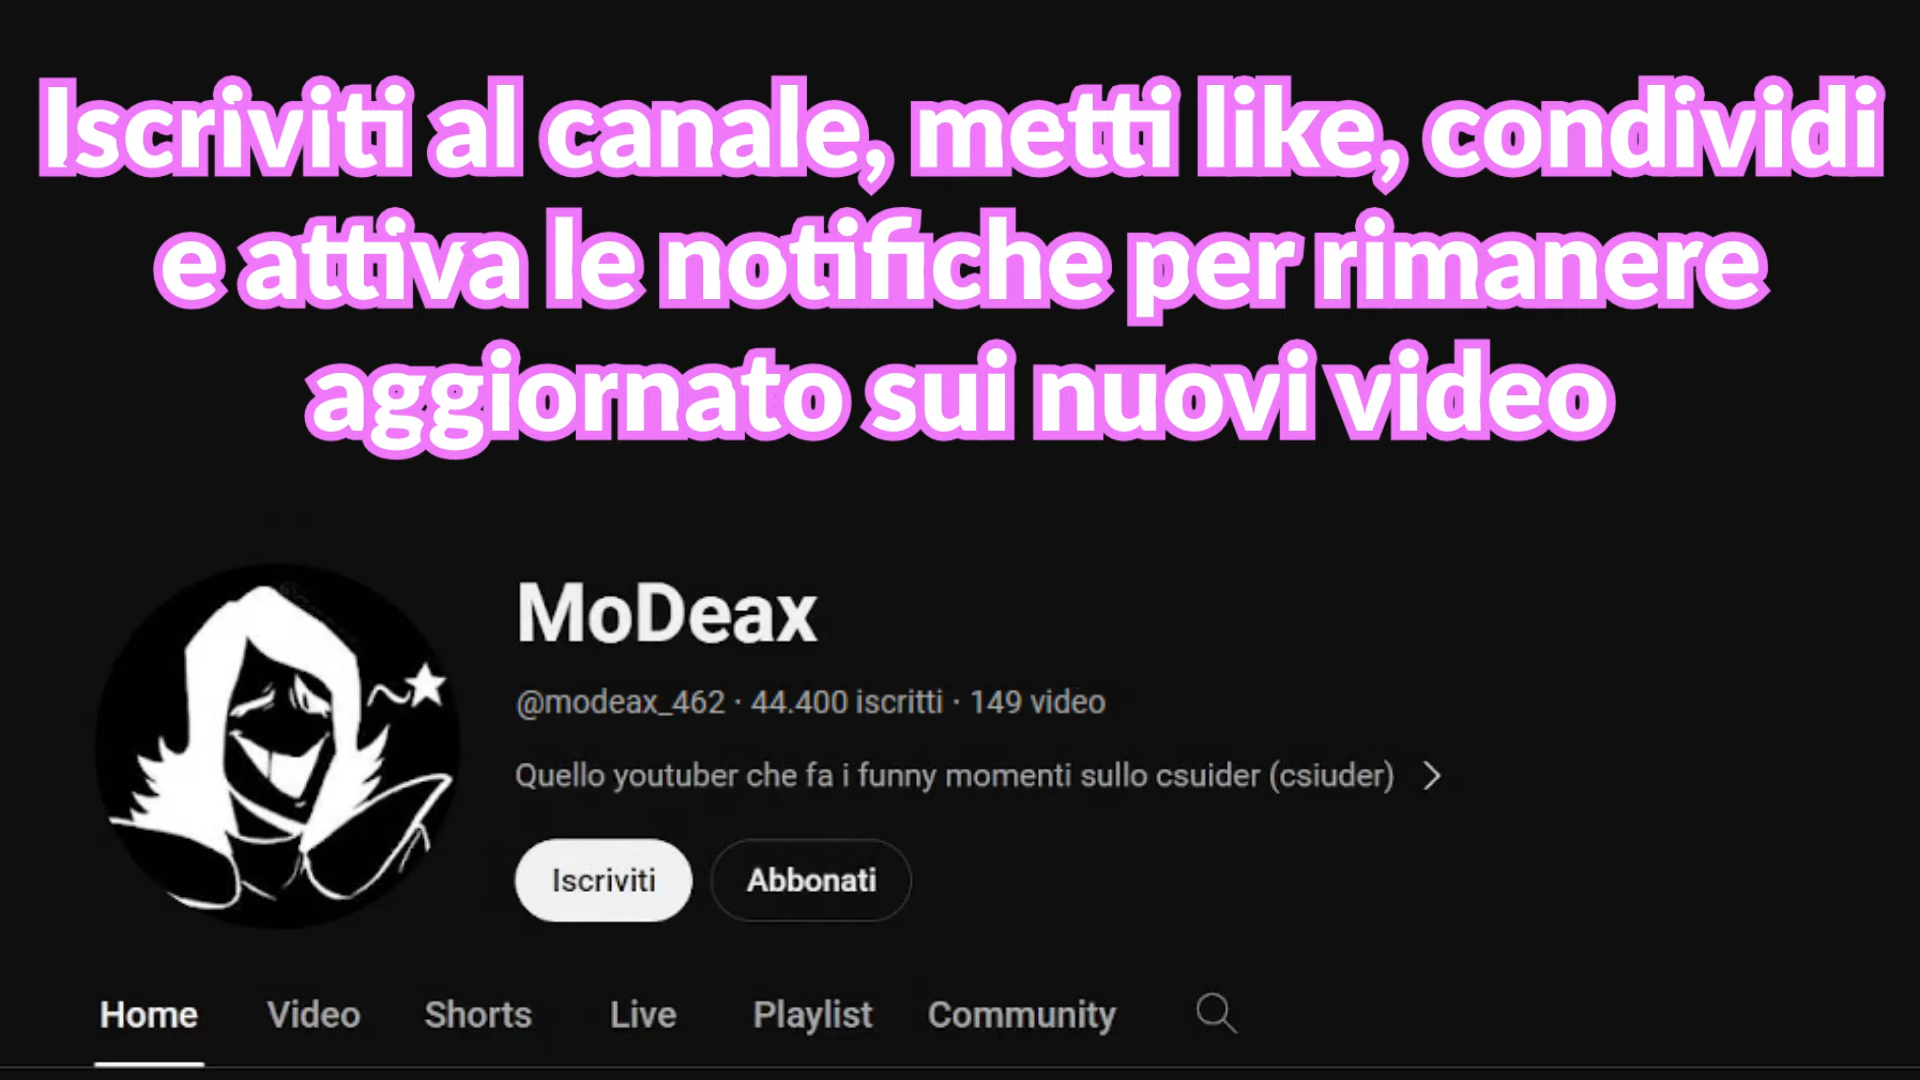 Iscriviti al canale, metti like, condividi
e attiva le notifiche per rimanere
aggiornato sui nuovi video
MoDeax
@modeax_462 · 44.400 iscritti · 149 video
Quello youtuber che fa i funny momenti sullo csuider (csiuder)
Iscriviti Abbonati
Home Video Shorts Live Playlist Community